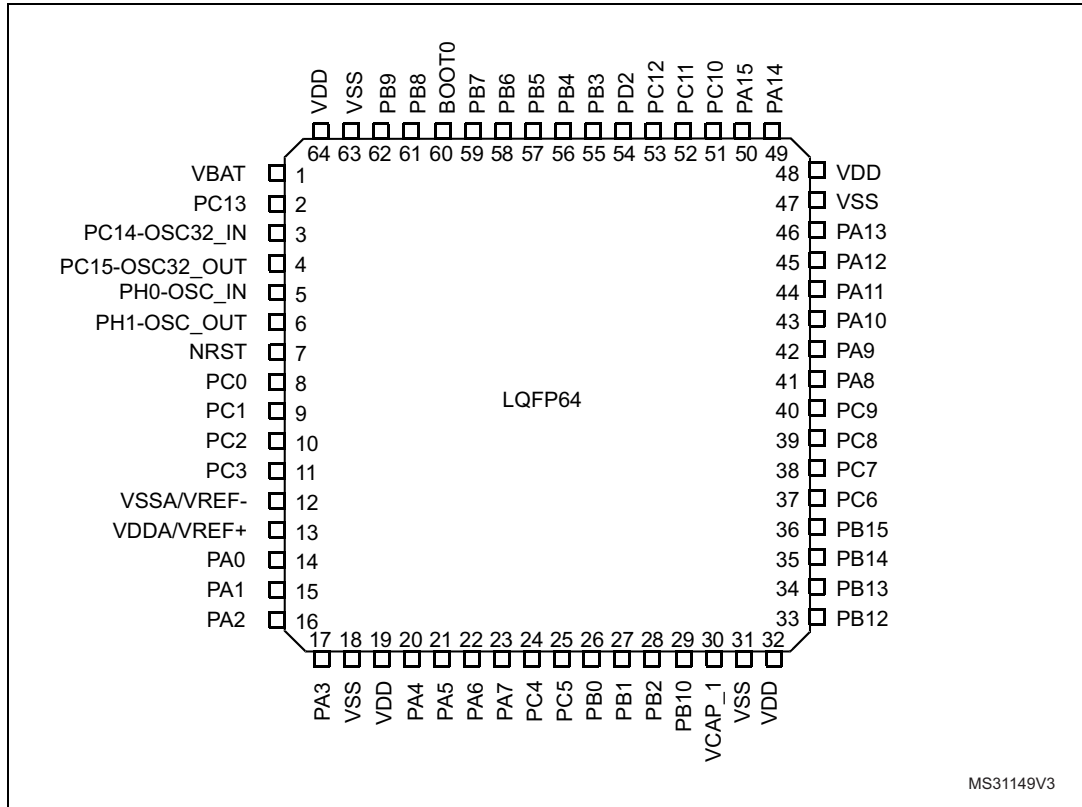 VDD
VSS
PB9
PB8
BOOT0
PB7
PB6
PB5
PB4
PB3
PD2
PC12
PC11
PC10
PA15
PA14
64 63 62 61 60 59 58 57 56 55 54 53 52 51 50 49
VBAT 1
PC13 2
PC14-OSC32_IN 3
PC15-OSC32_OUT 4
PH0-OSC_IN 5
PH1-OSC_OUT 6
NRST 7
PC0 8
PC1 9
PC2 10
PC3 11
VSSA/VREF- 12
VDDA/VREF+ 13
PA0 14
PA1 15
PA2 16
LQFP64
48 VDD
47 VSS
46 PA13
45 PA12
44 PA11
43 PA10
42 PA9
41 PA8
40 PC9
39 PC8
38 PC7
37 PC6
36 PB15
35 PB14
34 PB13
33 PB12
17 18 19 20 21 22 23 24 25 26 27 28 29 30 31 32
PA3
VSS
VDD
PA4
PA5
PA6
PA7
PC4
PC5
PB0
PB1
PB2
PB10
VCAP_1
VSS
VDD
MS31149V3